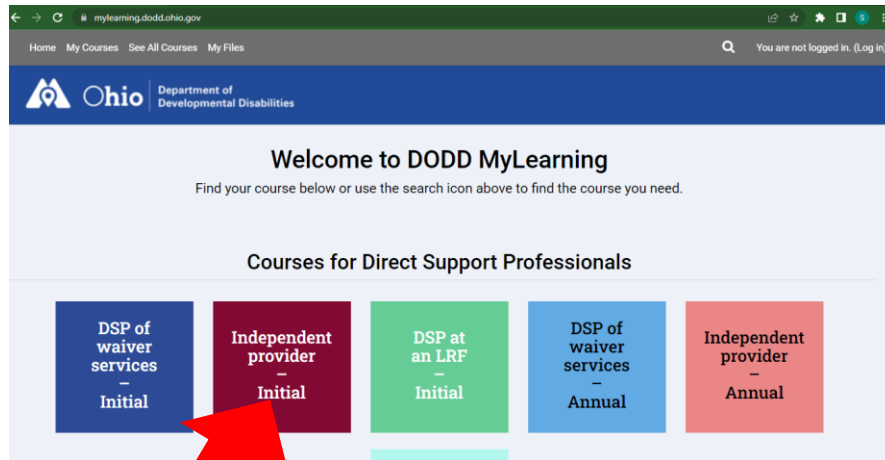 mylearning.dodd.ohio.gov
S
Home My Courses See All Courses My Files
You are not logged in. (Log in)
Ohio
Department of
Developmental Disabilities
Welcome to DODD MyLearning
Find your course below or use the search icon above to find the course you need.
Courses for Direct Support Professionals
DSP of
waiver
services
–
Initial
Independent
provider
–
Initial
DSP at
an LRF
–
Initial
DSP of
waiver
services
–
Annual
Independent
provider
–
Annual